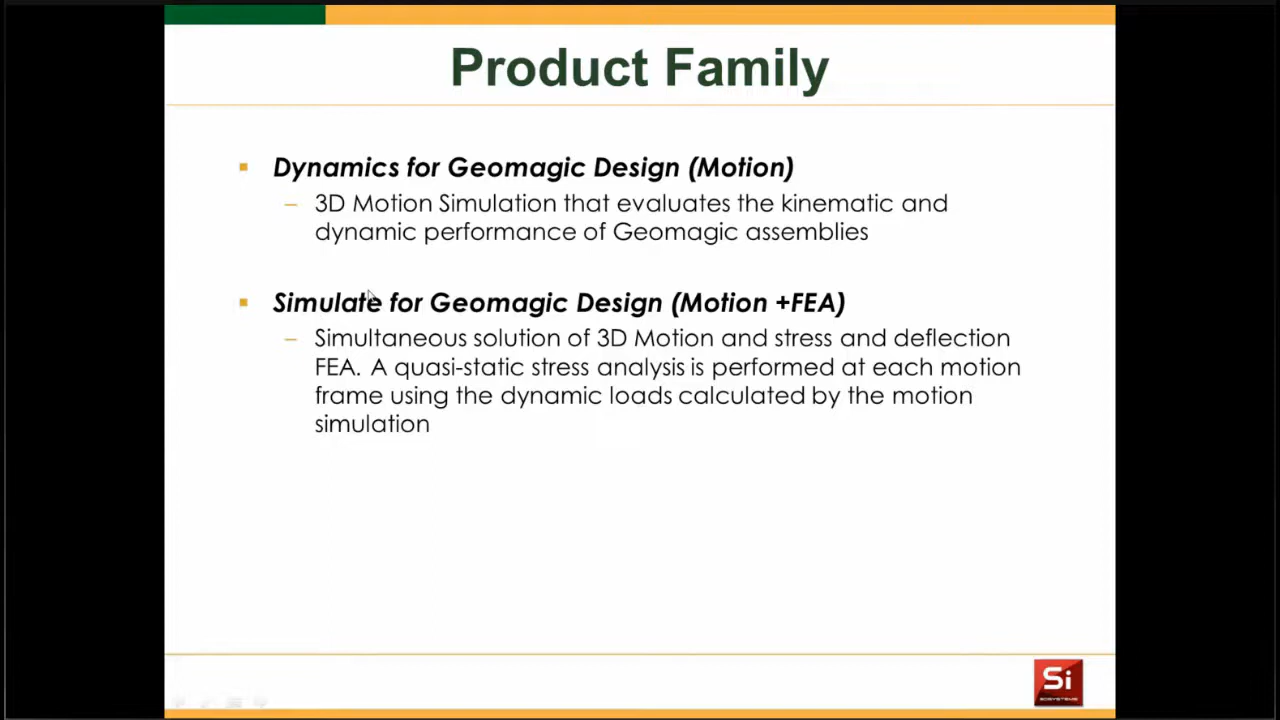 Product Family
Dynamics for Geomagic Design (Motion)
– 3D Motion Simulation that evaluates the kinematic and
dynamic performance of Geomagic assemblies
Simulate for Geomagic Design (Motion +FEA)
– Simultaneous solution of 3D Motion and stress and deflection
FEA. A quasi-static stress analysis is performed at each motion
frame using the dynamic loads calculated by the motion
simulation
Si